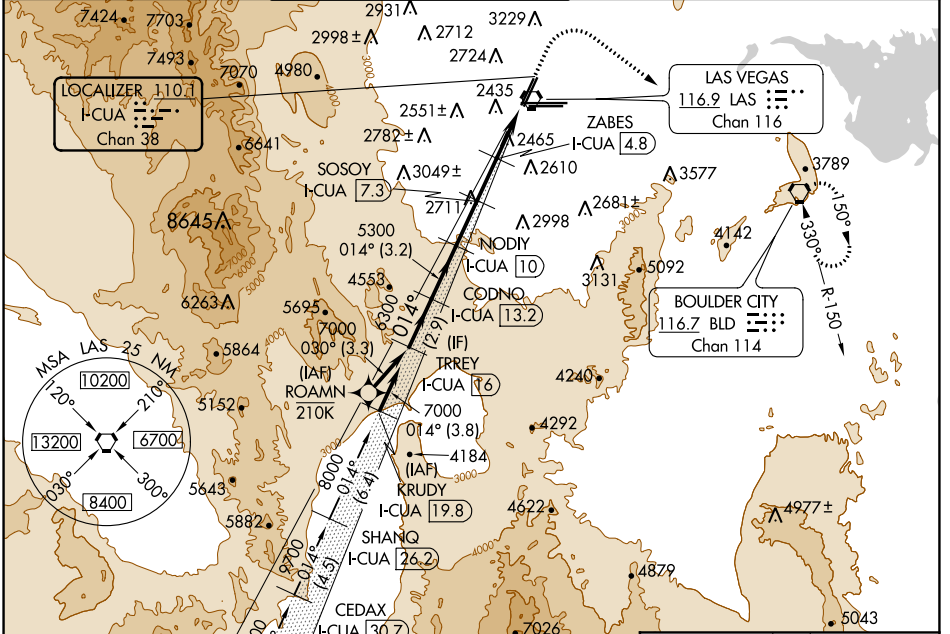 2931
3229
7424
7703
2998±
2712
2724
7493
7070
4980
LOCALIZER 110.1
I-CUA
Chan 38
2435
LAS VEGAS
116.9 LAS
Chan 116
2551±
2782±
2465
ZABES
I-CUA 4.8
6641
SOSOY
I-CUA 7.3
3049±
2610
3577
3789
2711
8645
2998
2681±
150°
5300
014° (3.2)
NODIY
I-CUA 10
4142
330°
4553
3131
5092
6263
6300
014°
(2.9)
CODNO
I-CUA 13.2
R-150
BOULDER CITY
116.7 BLD
Chan 114
5695
7000
030° (3.3)
(IAF)
ROAMN
210K
(IF)
TRREY
I-CUA 16
5864
MSA LAS 25 NM
10200
120°
210°
13200
6700
030°
300°
8400
3000
5152
4240
7000
014° (3.8)
4292
3000
8000
014°
(6.4)
4184
(IAF)
KRUDY
I-CUA 19.8
3000
5643
5882
4622
4977±
SHANQ
I-CUA 26.2
4000
9700
014°
(4.5)
4879
CEDAX
I-CUA 30.7
7026
5043